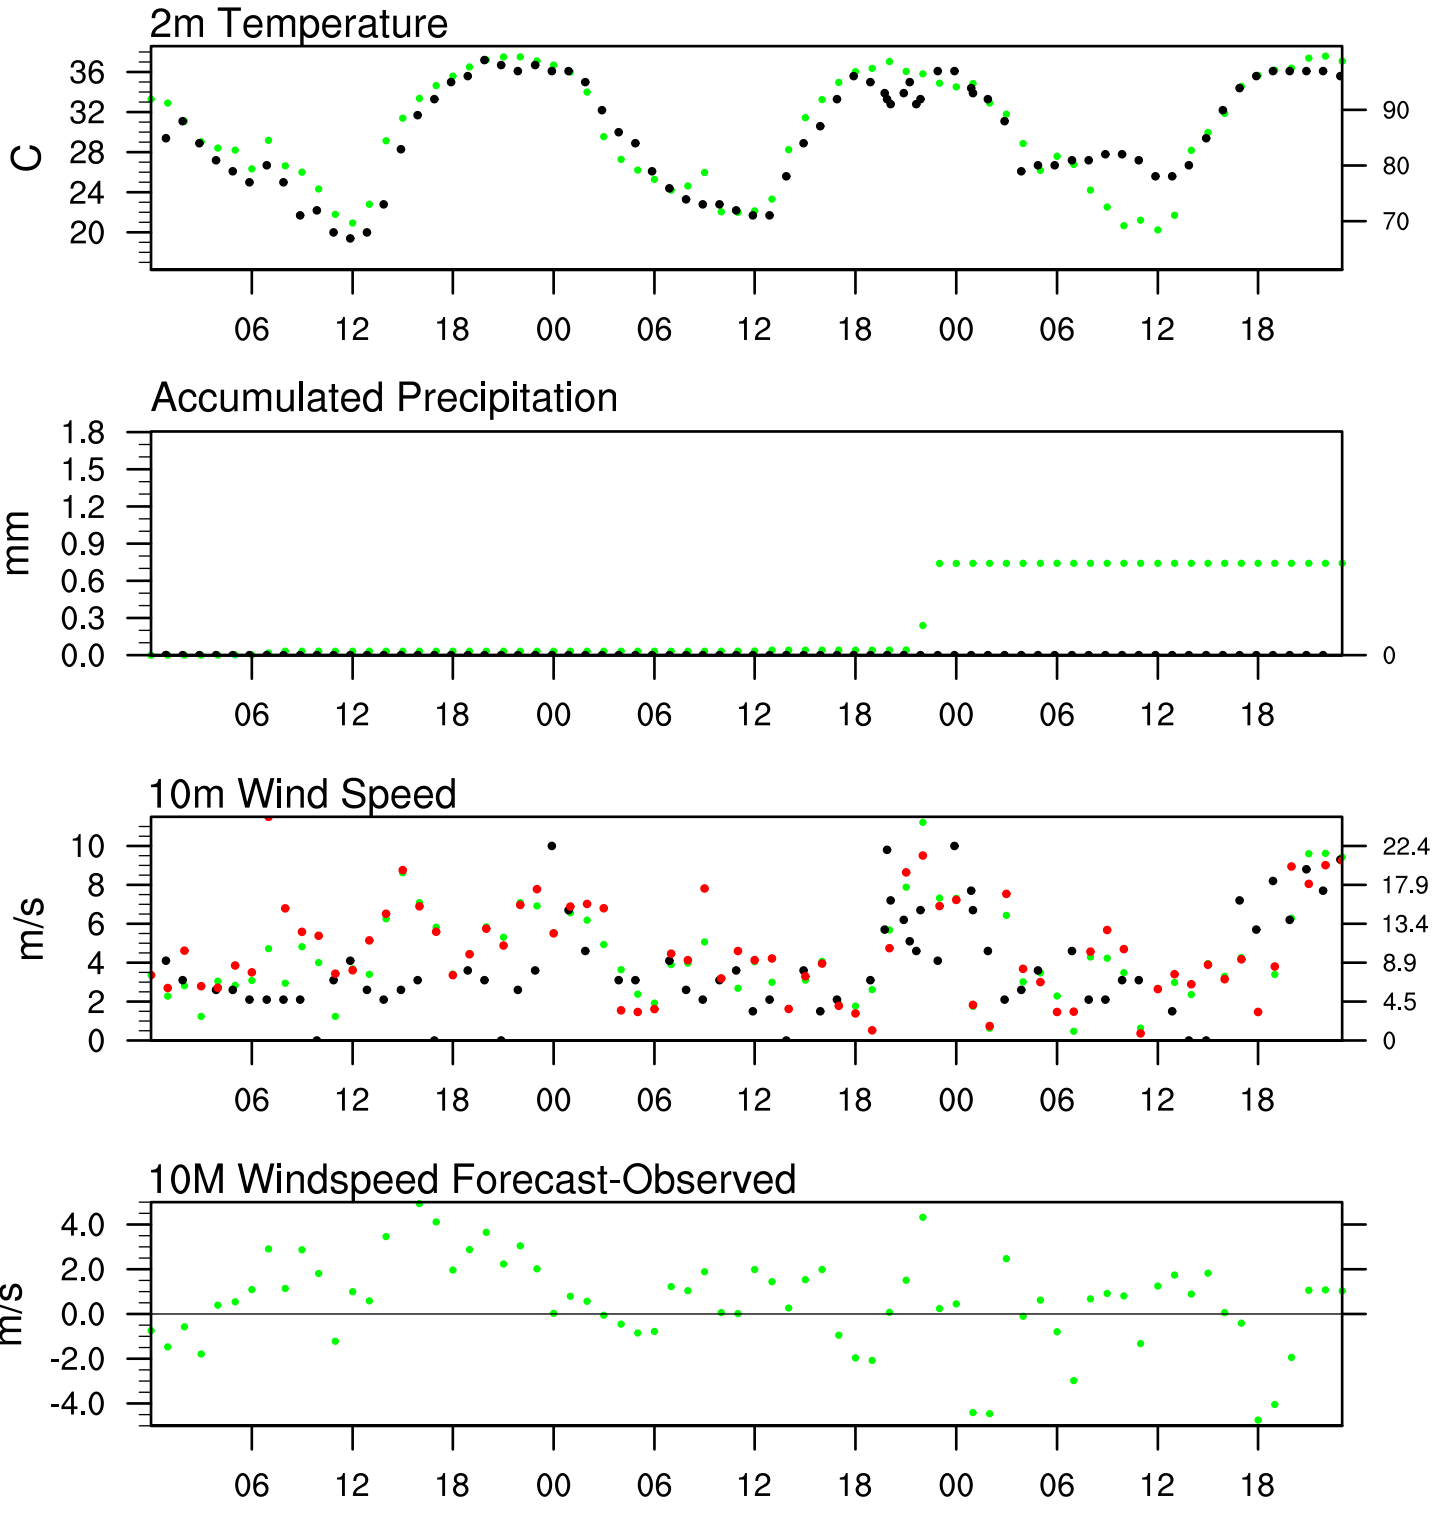 2m Temperature
36
32
28
24
20
C
90
80
70
06 12 18 00 06 12 18 00 06 12 18
Accumulated Precipitation
1.8
1.5
1.2
0.9
0.6
0.3
0.0
mm
0
06 12 18 00 06 12 18 00 06 12 18
10m Wind Speed
10
8
6
4
2
0
m/s
22.4
17.9
13.4
8.9
4.5
0
06 12 18 00 06 12 18 00 06 12 18
10M Windspeed Forecast-Observed
4.0
2.0
0.0
-2.0
-4.0
m/s
06 12 18 00 06 12 18 00 06 12 18